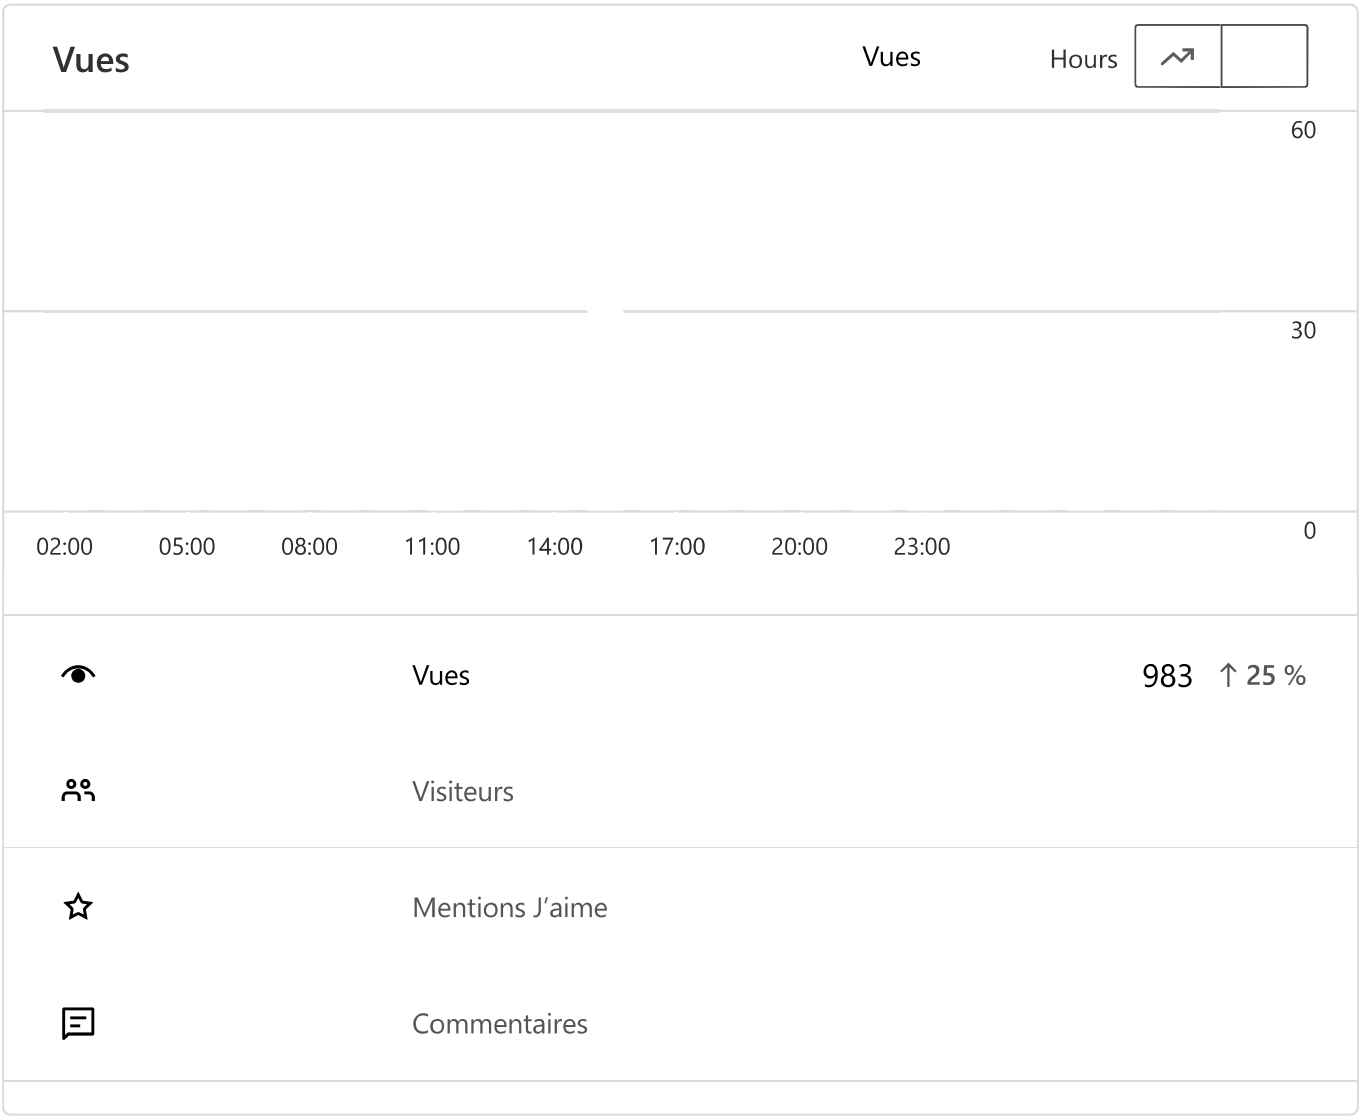 Vues
Vues
Hours
60
30
0
02:00 05:00 08:00 11:00 14:00 17:00 20:00 23:00
Vues 983 ↑ 25 %
Visiteurs
Mentions J’aime
Commentaires